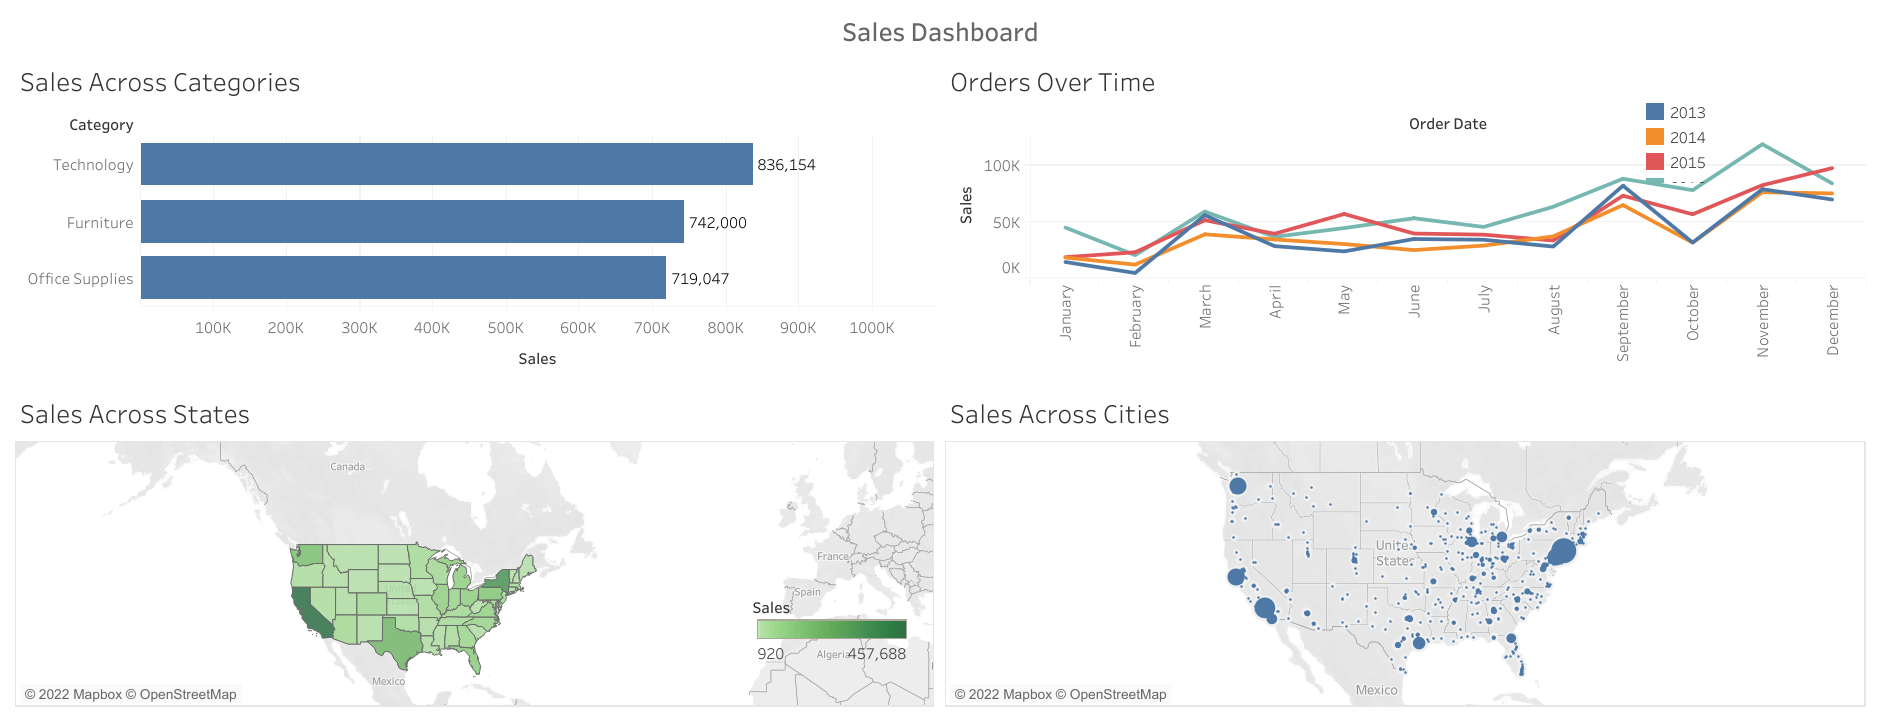 Sales Dashboard
Sales Across Categories
Category
Technology
836,154
Furniture
742,000
Office Supplies
719,047
100K 200K 300K 400K 500K 600K 700K 800K 900K 1000K
Sales
Orders Over Time
Order Date
2013
2014
2015
Sales
100K
50K
0K
January
February
March
April
May
June
July
August
September
October
November
December
Sales Across States
Canada
France
Spain
Algeria
Mexico
Sales
920
457,688
© 2022 Mapbox © OpenStreetMap
Sales Across Cities
United
States
Mexico
© 2022 Mapbox © OpenStreetMap